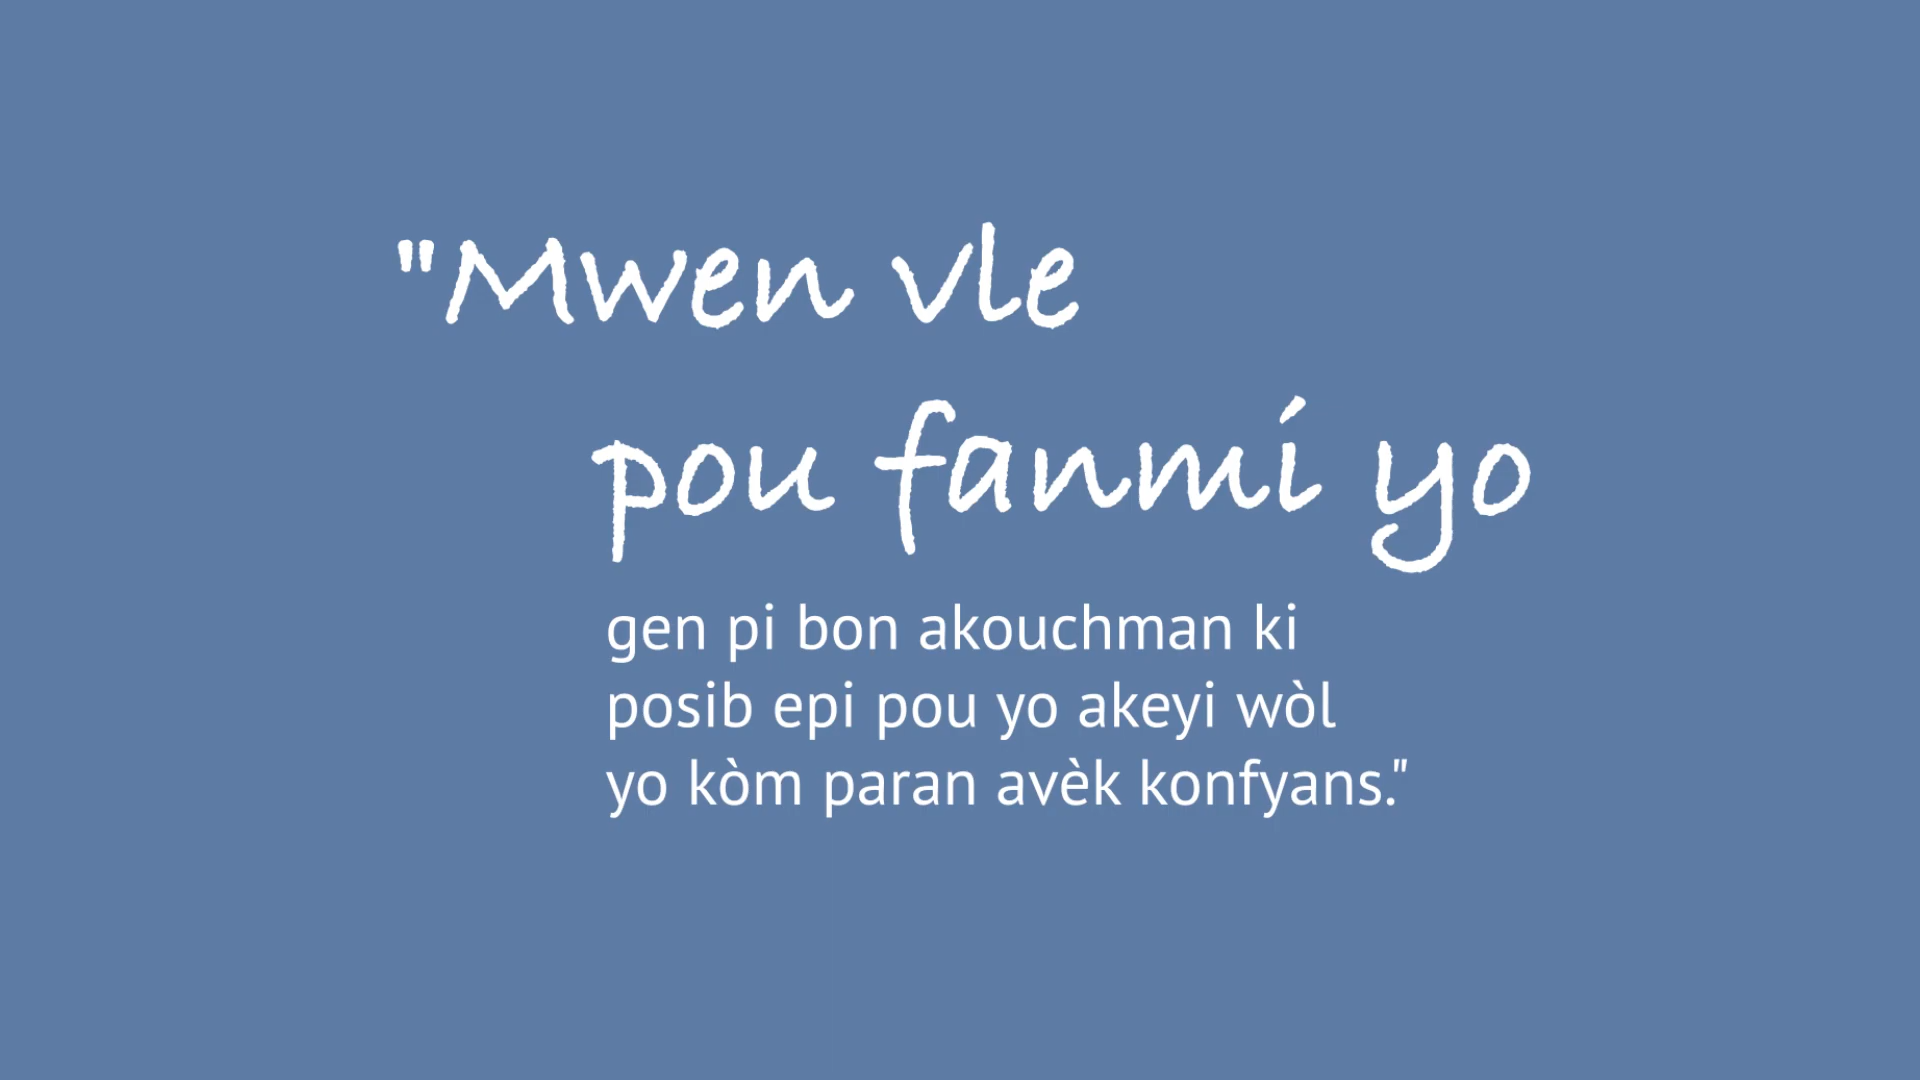 "Mwen vle
pou fanmi yo
gen pi bon akouchman ki
posib epi pou yo akeyi wòl
yo kòm paran avèk konfyans."